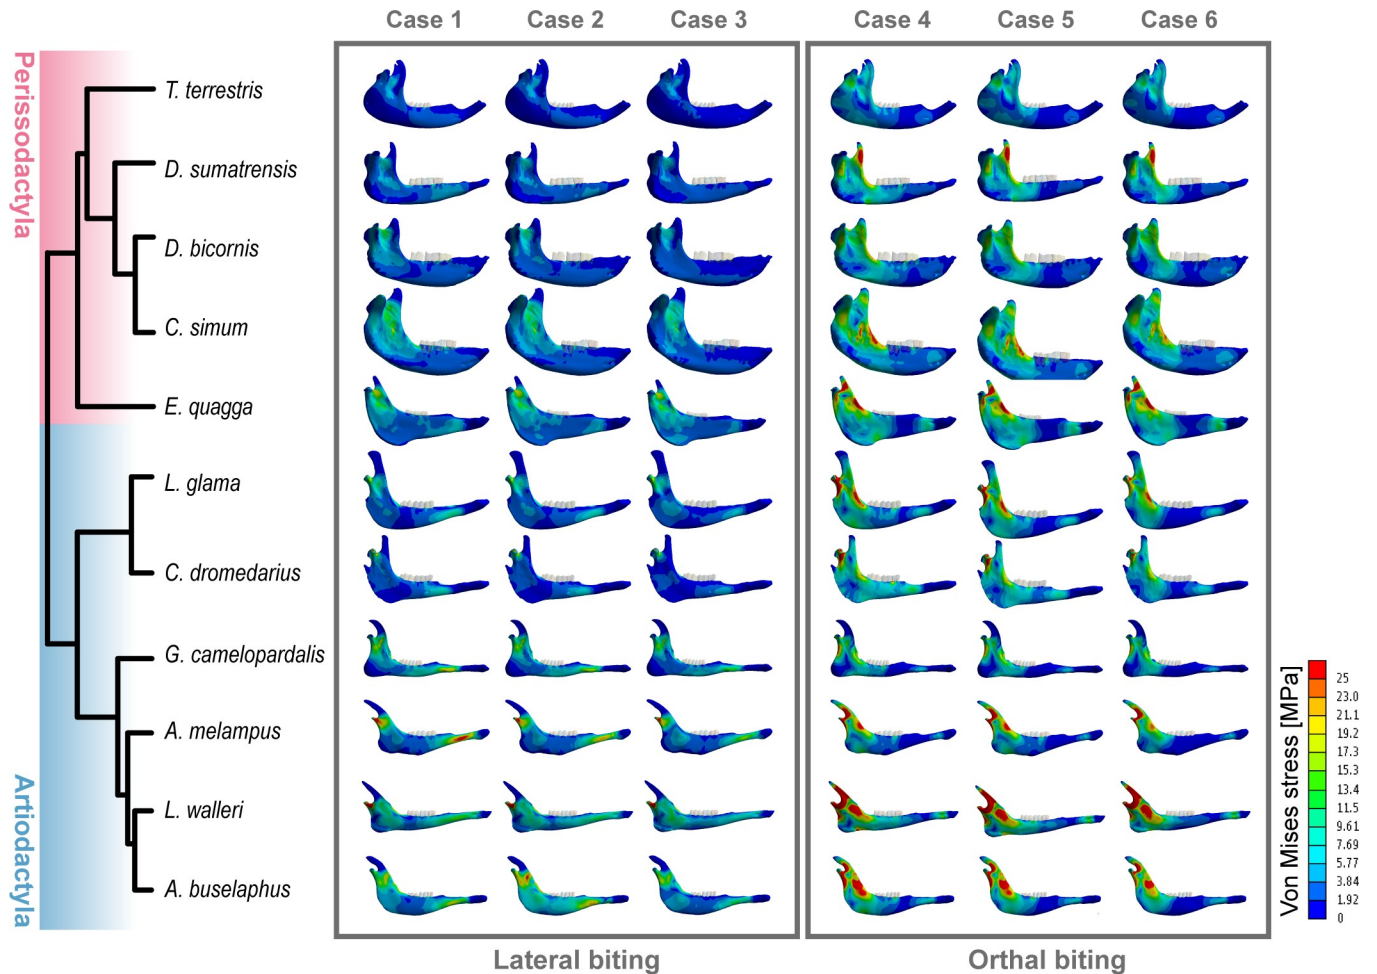 Case 1
Case 2
Case 3
Case 4
Case 5
Case 6
Perissodactyla
T. terrestris
D. sumatrensis
D. bicornis
C. simum
E. quagga
Artiodactyla
L. glama
C. dromedarius
G. camelopardalis
A. melampus
L. walleri
A. buselaphus
Von Mises stress [MPa]
25
23.0
21.1
19.2
17.3
15.3
13.4
11.5
9.61
7.69
5.77
3.84
1.92
0
Lateral biting
Orthal biting